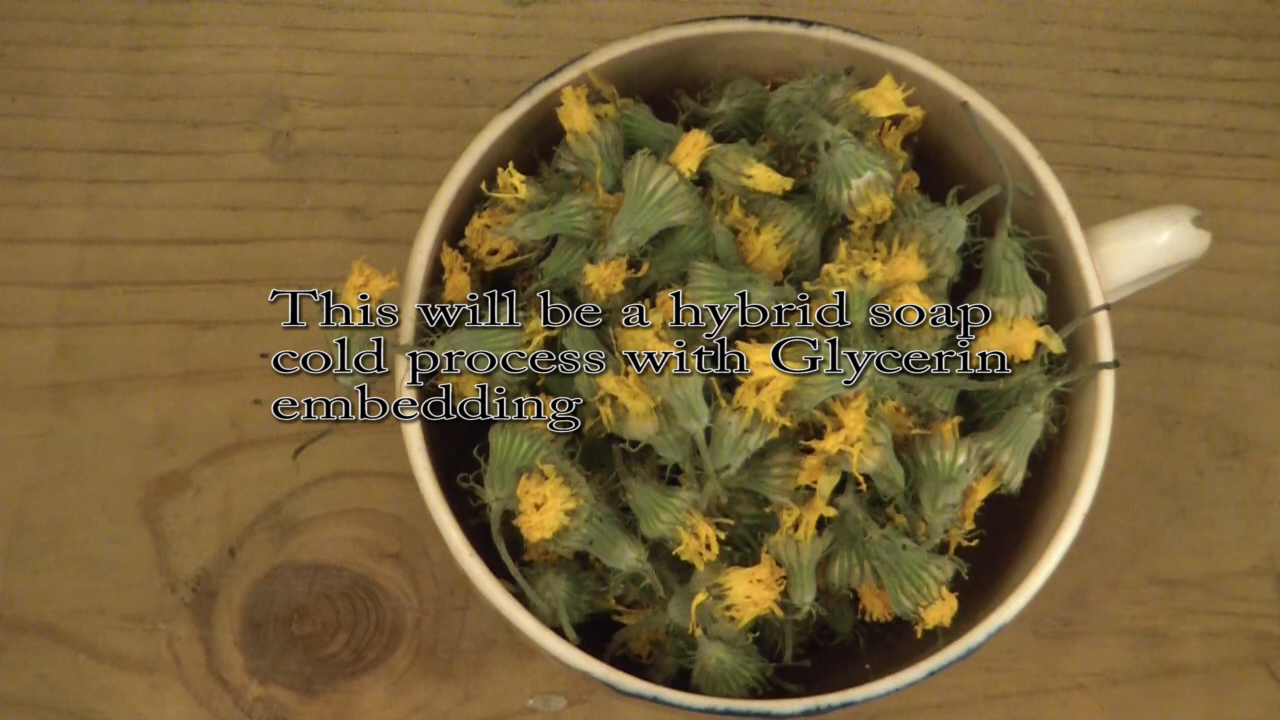 This will be a hybrid soap
cold process with Glycerin
embedding